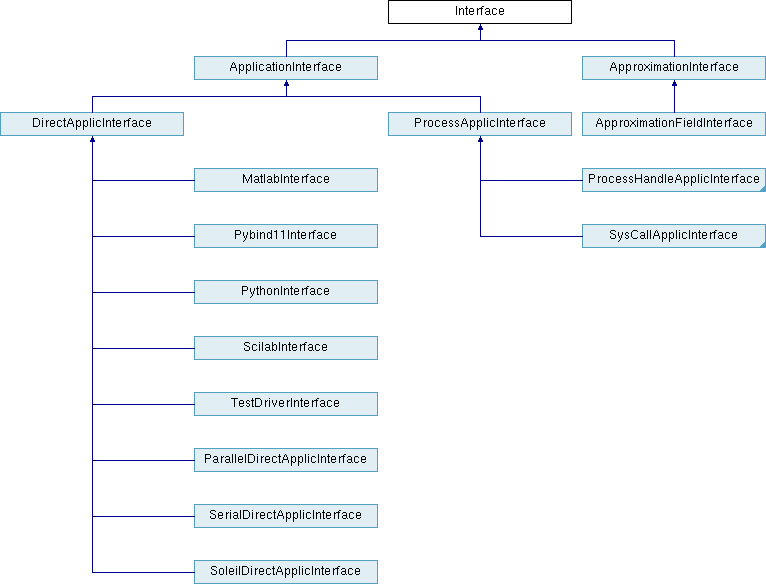 Interface
ApplicationInterface
ApproximationInterface
DirectApplicInterface
ProcessApplicInterface
ApproximationFieldInterface
MatlabInterface
ProcessHandleApplicInterface
Pybind11Interface
SysCallApplicInterface
PythonInterface
ScilabInterface
TestDriverInterface
ParallelDirectApplicInterface
SerialDirectApplicInterface
SoleilDirectApplicInterface